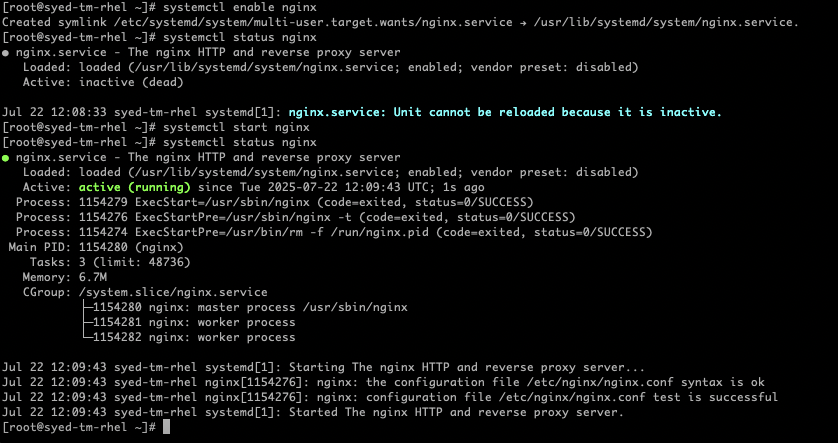 [root@syed-tm-rhel ~]# systemctl enable nginx
Created symlink /etc/systemd/system/multi-user.target.wants/nginx.service → /usr/lib/systemd/system/nginx.service.
[root@syed-tm-rhel ~]# systemctl status nginx
● nginx.service - The nginx HTTP and reverse proxy server
   Loaded: loaded (/usr/lib/systemd/system/nginx.service; enabled; vendor preset: disabled)
   Active: inactive (dead)

Jul 22 12:08:33 syed-tm-rhel systemd[1]: nginx.service: Unit cannot be reloaded because it is inactive.
[root@syed-tm-rhel ~]# systemctl start nginx
[root@syed-tm-rhel ~]# systemctl status nginx
● nginx.service - The nginx HTTP and reverse proxy server
   Loaded: loaded (/usr/lib/systemd/system/nginx.service; enabled; vendor preset: disabled)
   Active: active (running) since Tue 2025-07-22 12:09:43 UTC; 1s ago
  Process: 1154279 ExecStart=/usr/sbin/nginx (code=exited, status=0/SUCCESS)
  Process: 1154276 ExecStartPre=/usr/sbin/nginx -t (code=exited, status=0/SUCCESS)
  Process: 1154274 ExecStartPre=/usr/bin/rm -f /run/nginx.pid (code=exited, status=0/SUCCESS)
 Main PID: 1154280 (nginx)
    Tasks: 3 (limit: 48736)
   Memory: 6.7M
   CGroup: /system.slice/nginx.service
           ├─1154280 nginx: master process /usr/sbin/nginx
           ├─1154281 nginx: worker process
           └─1154282 nginx: worker process

Jul 22 12:09:43 syed-tm-rhel systemd[1]: Starting The nginx HTTP and reverse proxy server...
Jul 22 12:09:43 syed-tm-rhel nginx[1154276]: nginx: the configuration file /etc/nginx/nginx.conf syntax is ok
Jul 22 12:09:43 syed-tm-rhel nginx[1154276]: nginx: configuration file /etc/nginx/nginx.conf test is successful
Jul 22 12:09:43 syed-tm-rhel systemd[1]: Started The nginx HTTP and reverse proxy server.
[root@syed-tm-rhel ~]#